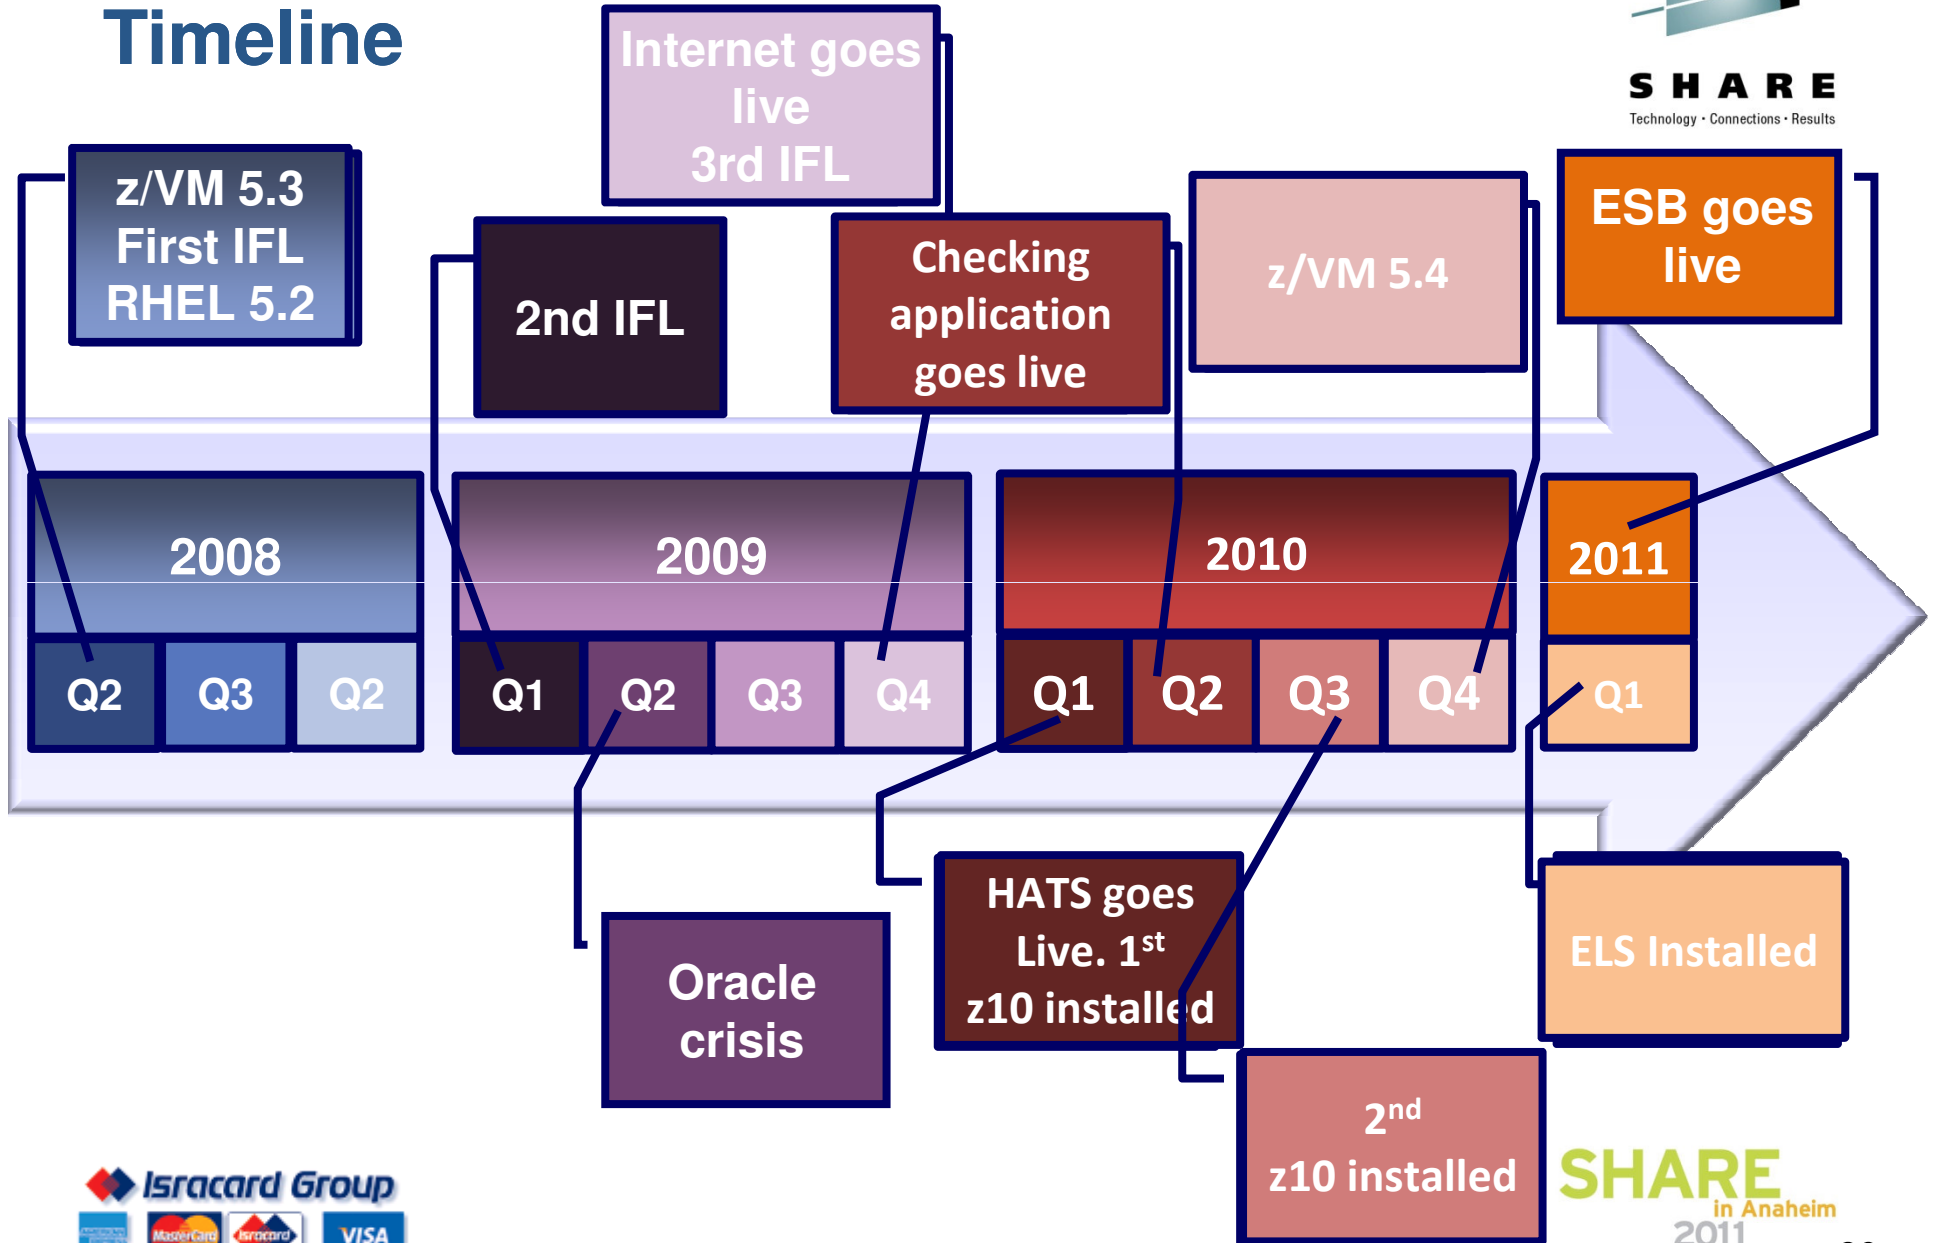 Timeline
Internet goes
live
3rd IFL
SHARE
Technology · Connections · Results
z/VM 5.3
First IFL
RHEL 5.2
2nd IFL
Checking
application
goes live
z/VM 5.4
ESB goes
live
2008
2009
2010
2011
Q2
Q3
Q2
Q1
Q2
Q3
Q4
Q1
Q2
Q3
Q4
Q1
Oracle
crisis
HATS goes
Live. 1st
z10 installed
ELS Installed
2nd
z10 installed
Isracard Group
MasterCard
Isracard
VISA
SHARE
in Anaheim
2011